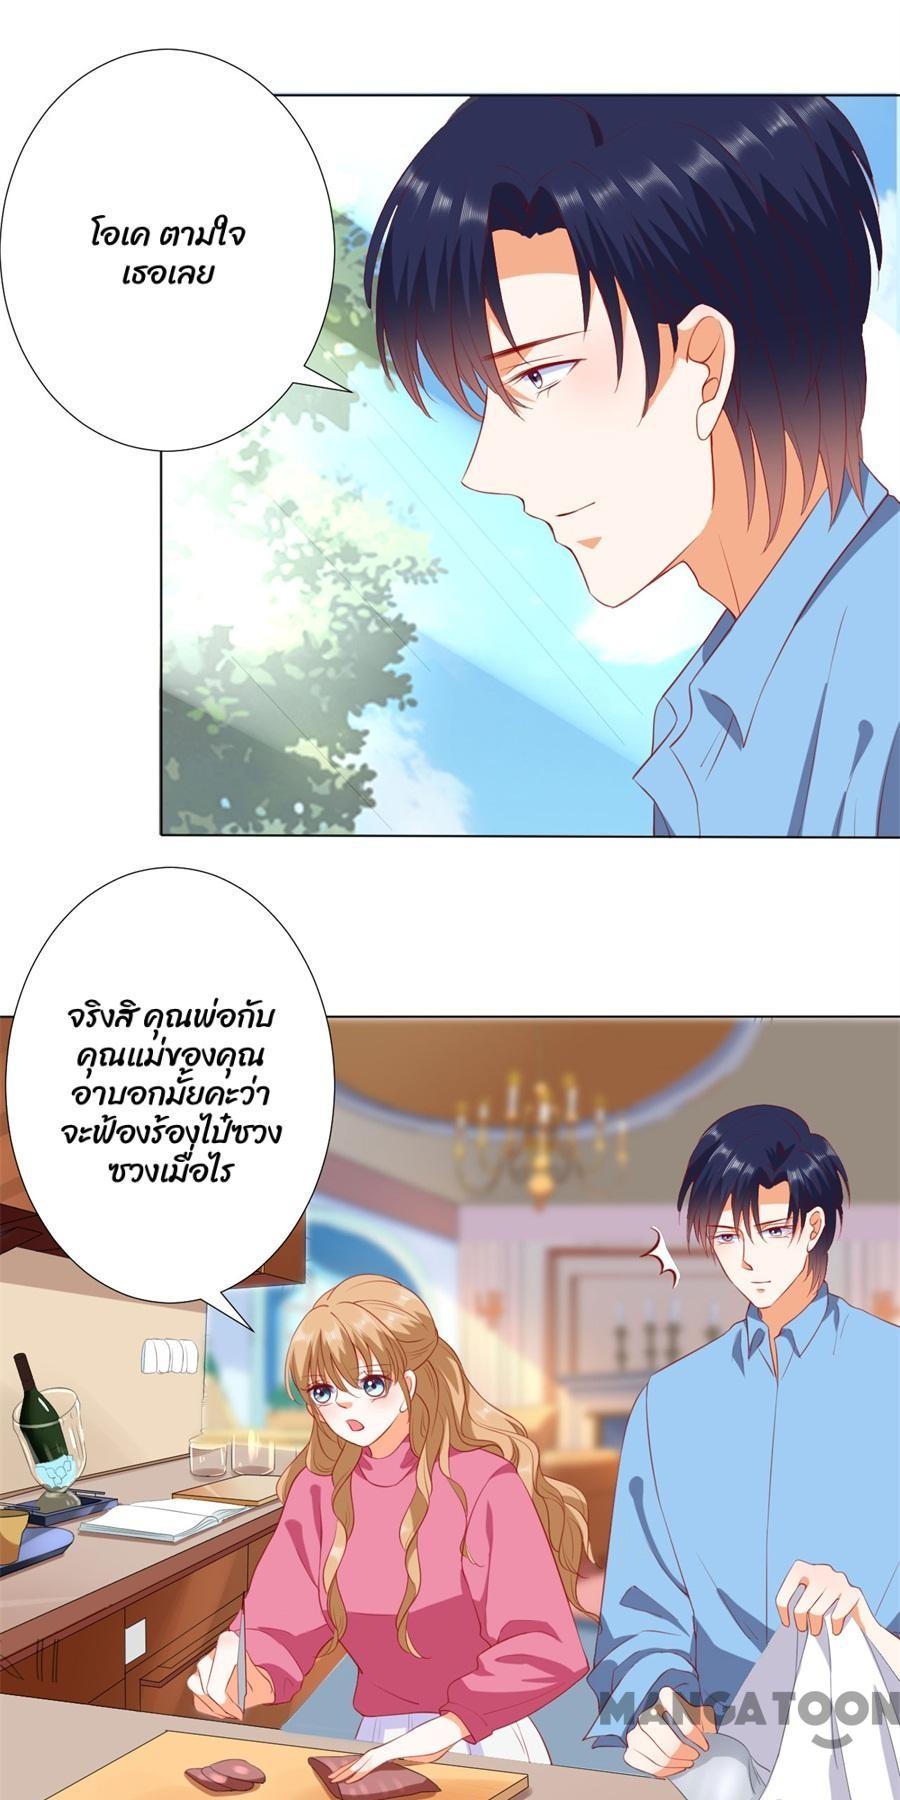 โอเค ตามใจ
เธอเลย
จริงสิ คุณพ่อกับ
คุณแม่ของคุณ
อาบอกมั้ยคะว่า
จะฟ้องร้องไป๋ซวง
ซวงเมื่อไร
MANGATOON